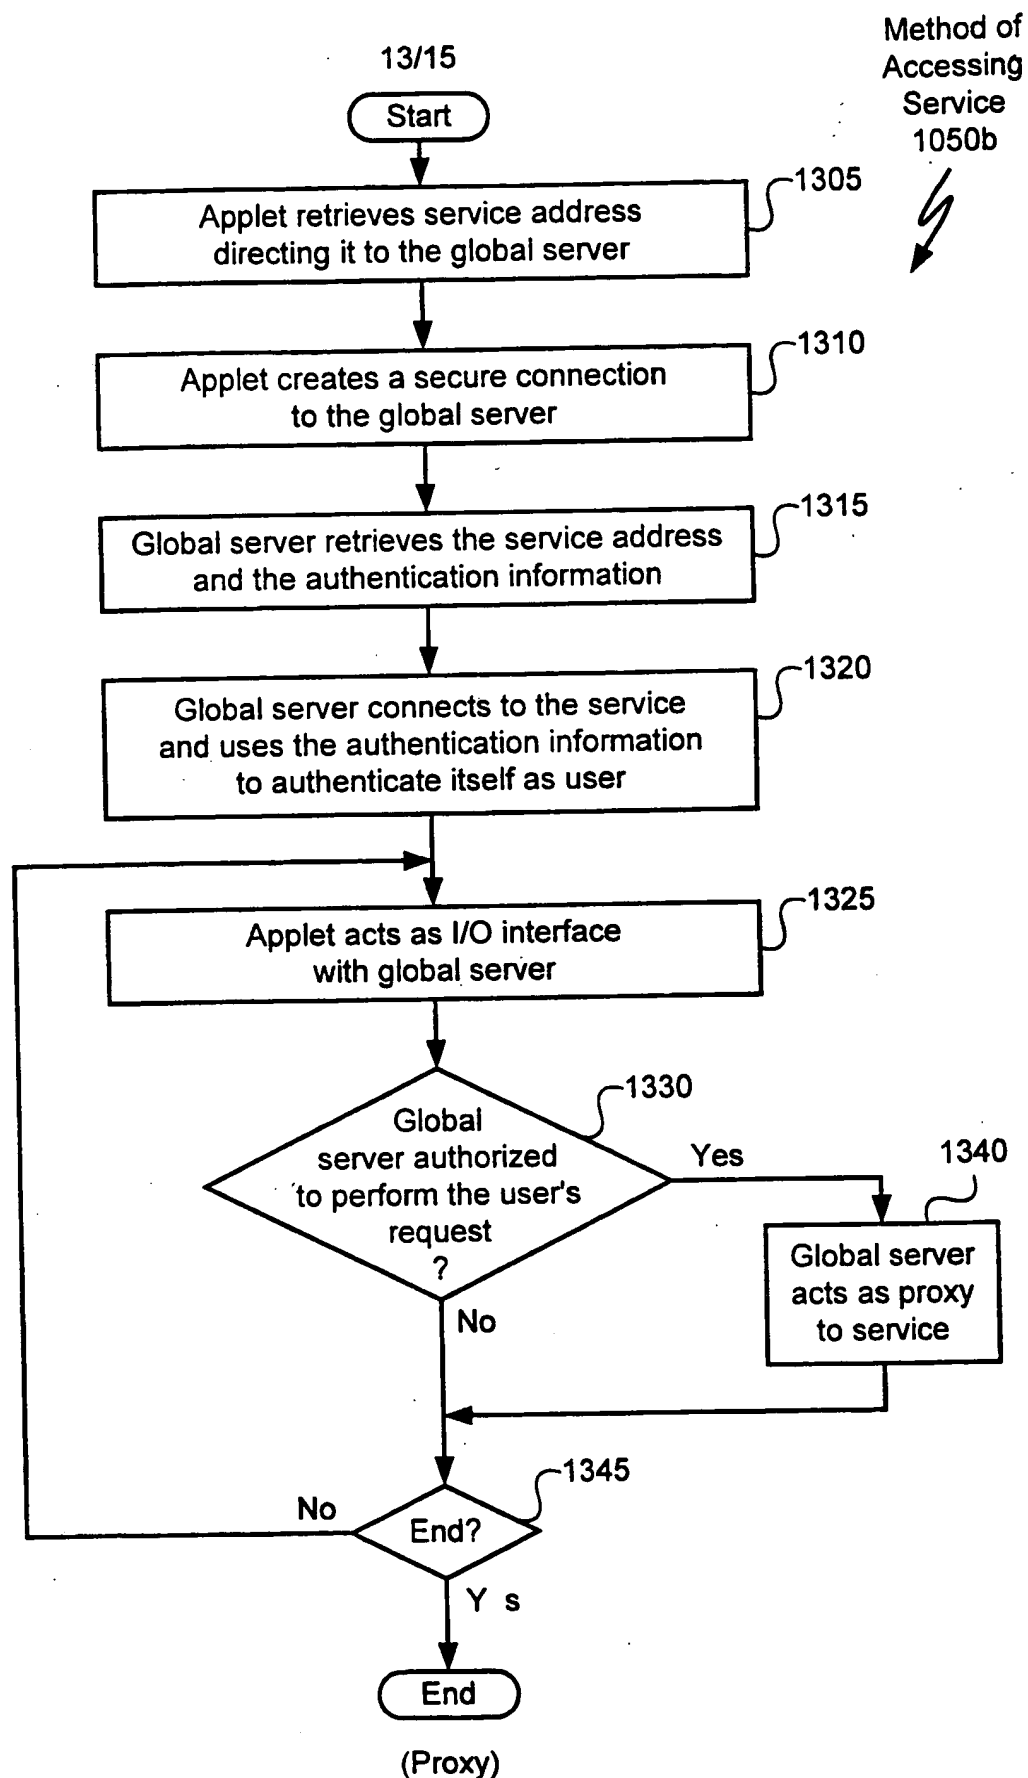 13/15
Method of
Accessing
Service
1050b
Start
1305
Applet retrieves service address
directing it to the global server
1310
Applet creates a secure connection
to the global server
1315
Global server retrieves the service address
and the authentication information
1320
Global server connects to the service
and uses the authentication information
to authenticate itself as user
1325
Applet acts as I/O interface
with global server
1330
Global
server authorized
to perform the user's
request
?
Yes
1340
Global server
acts as proxy
to service
No
1345
No
End?
Y s
End
(Proxy)